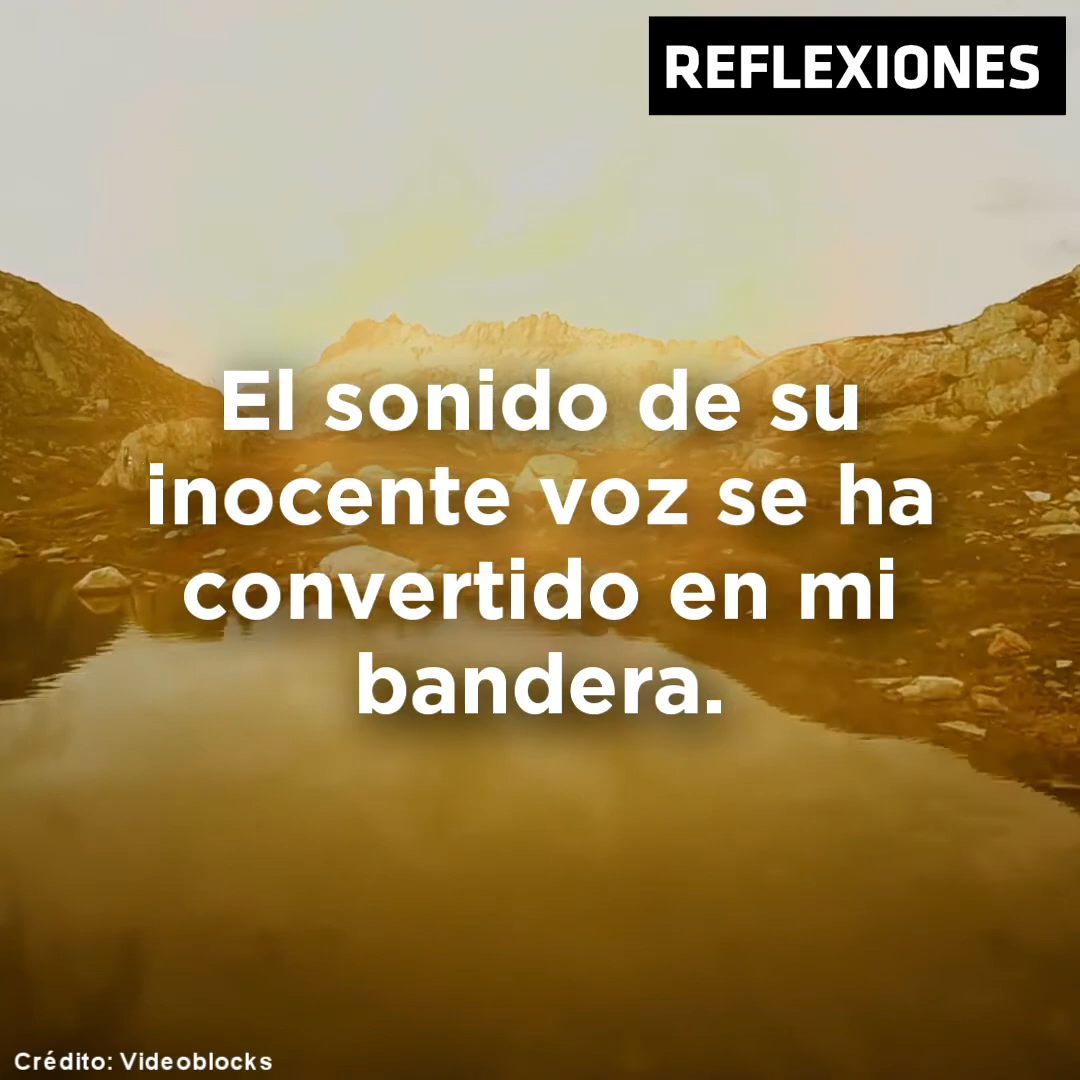 REFLEXIONES
El sonido de su
inocente voz se ha
convertido en mi
bandera.
Crédito: Videoblocks